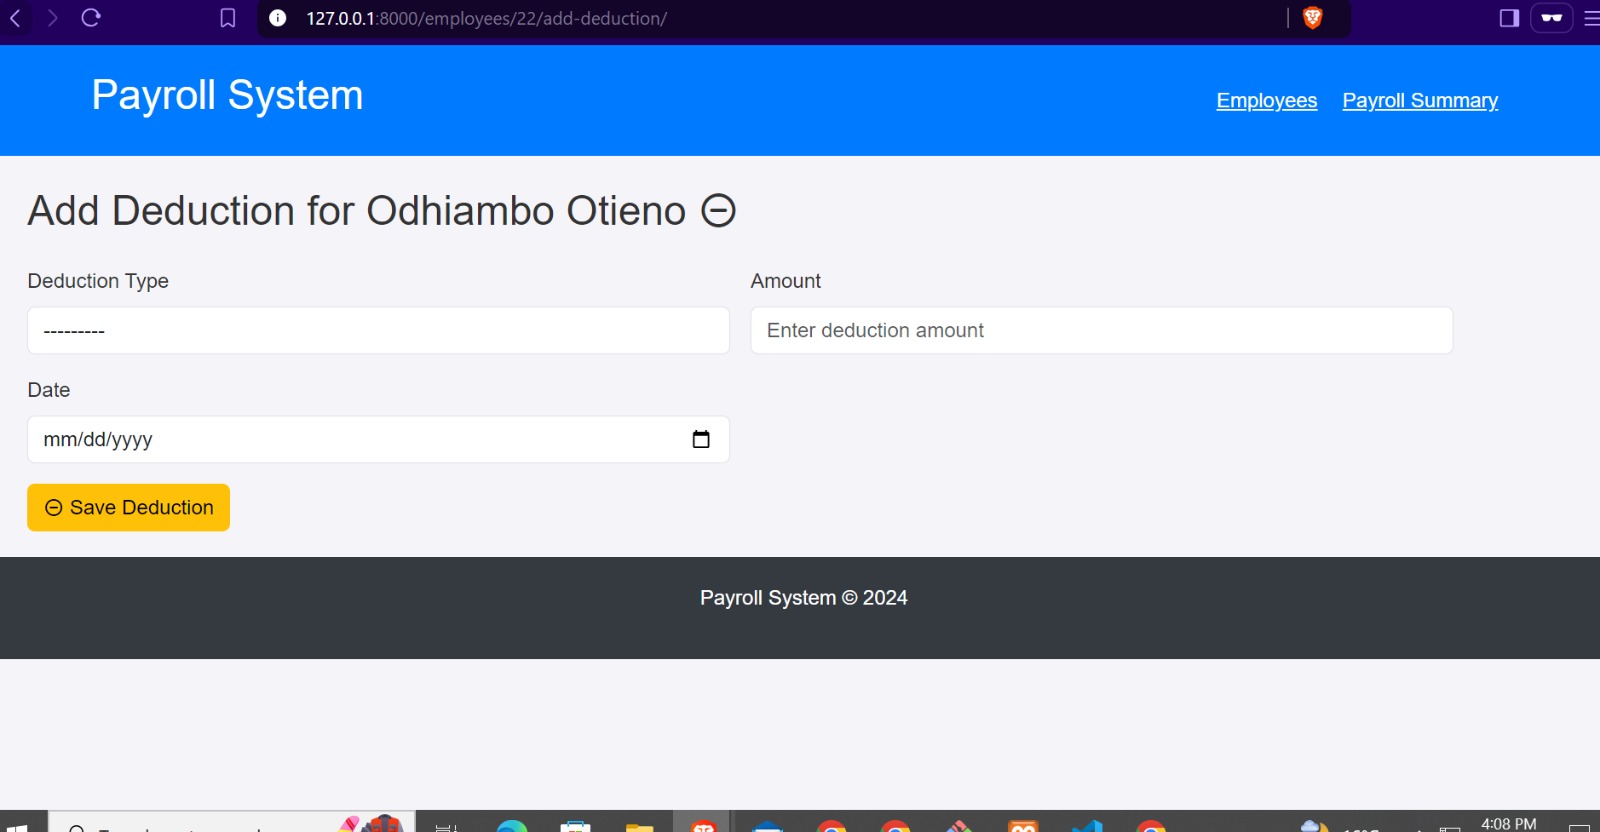 127.0.0.1:8000/employees/22/add-deduction/
Payroll System
Employees Payroll Summary
Add Deduction for Odhiambo Otieno
Deduction Type Amount
--------- Enter deduction amount
Date
mm/dd/yyyy
Save Deduction
Payroll System © 2024
4:08 PM